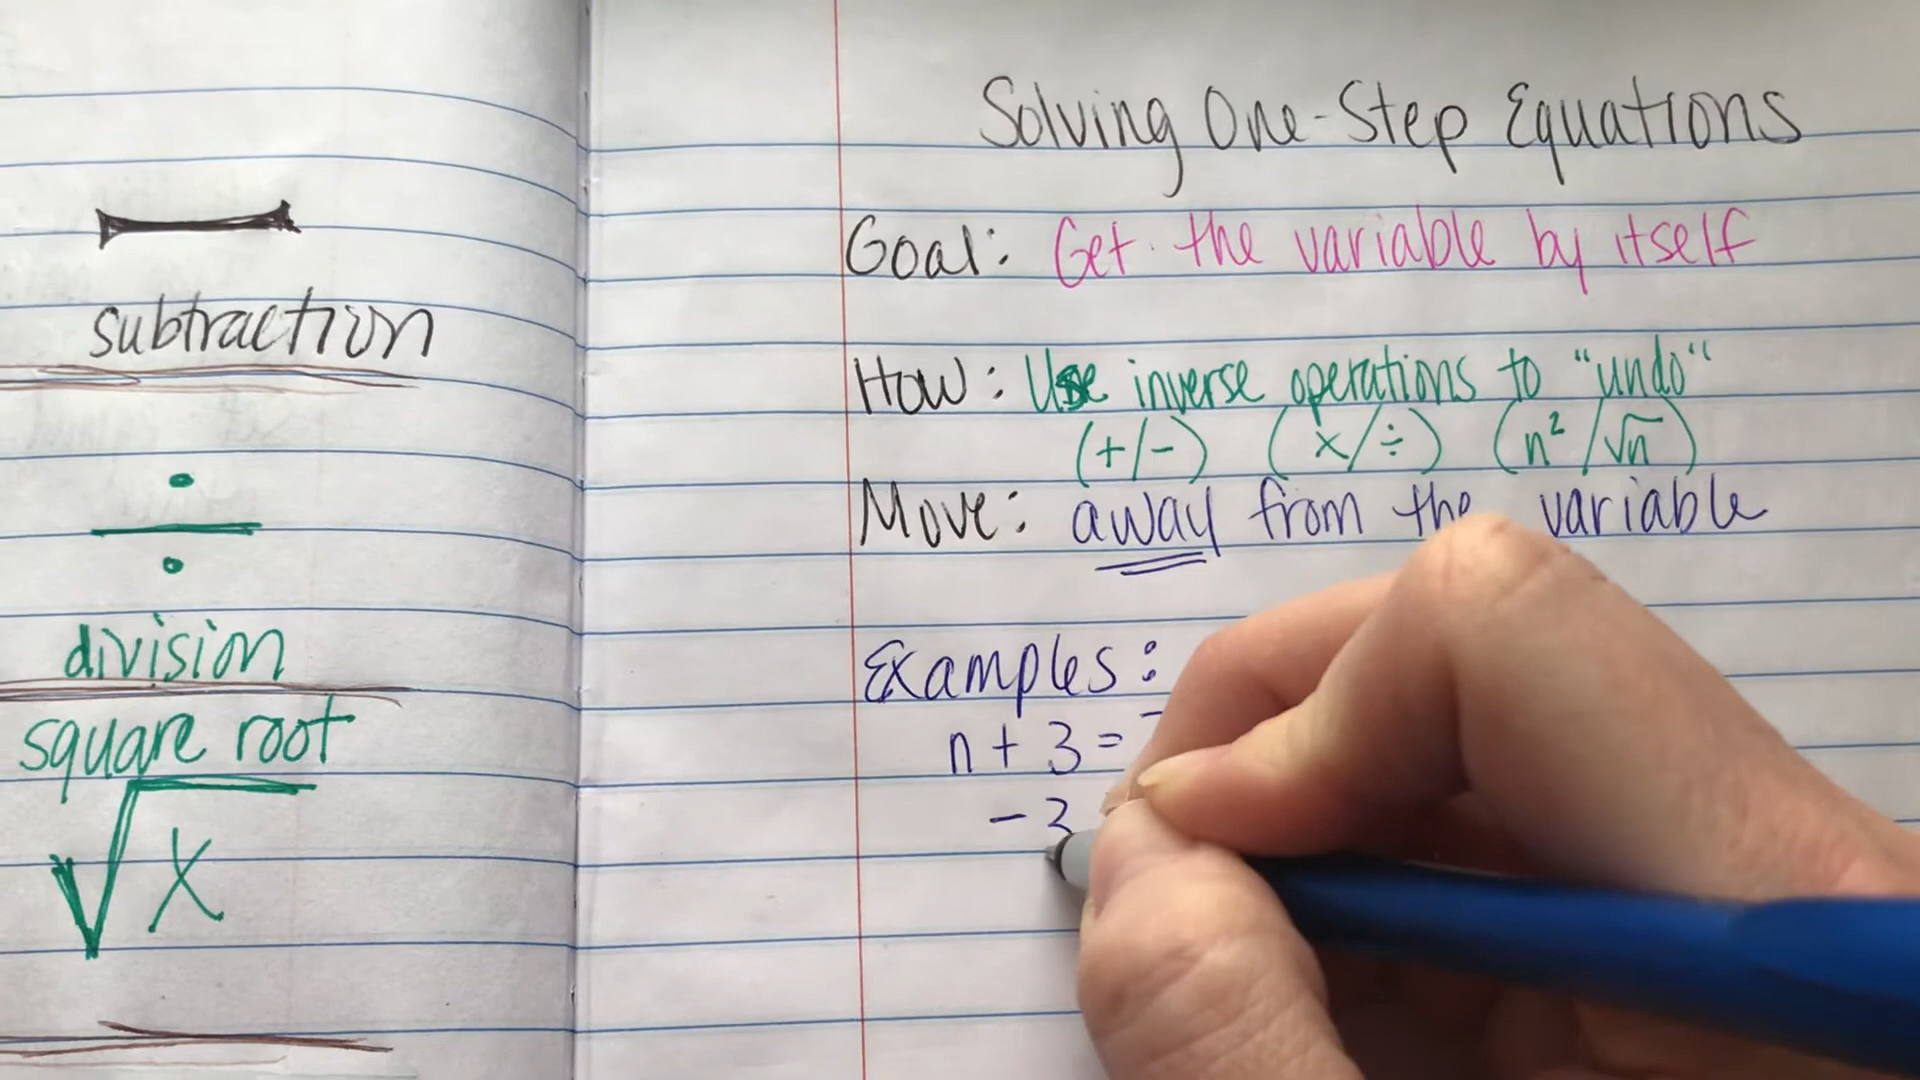 —
subtraction
÷
division
square root
√x
Solving One-Step Equations
Goal: Get the variable by itself
How: Use inverse operations to "undo"
(+/-) (x/÷) (n²/√n)
Move: away from the variable
Examples:
n + 3 =
- 3